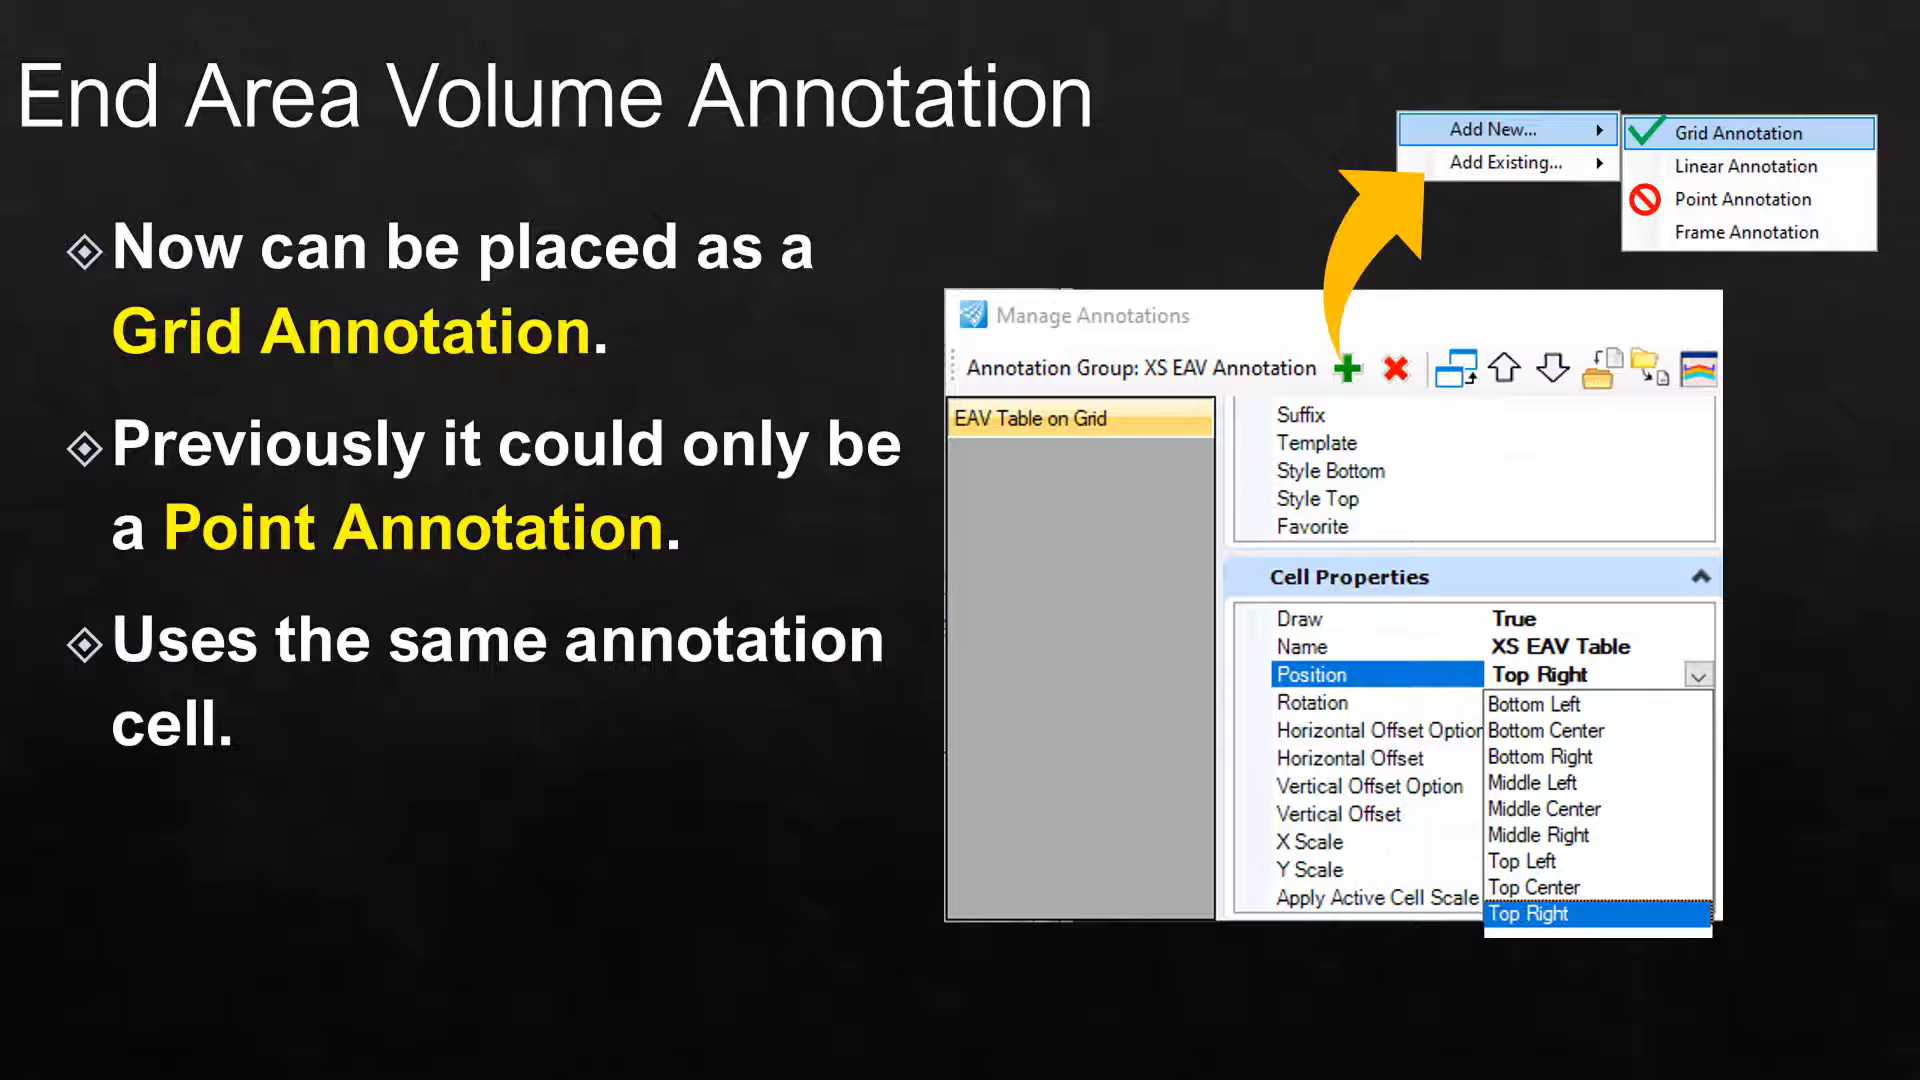 End Area Volume Annotation
Now can be placed as a
Grid Annotation.
Previously it could only be
a Point Annotation.
Uses the same annotation
cell.
Add New...
Add Existing...
Grid Annotation
Linear Annotation
Point Annotation
Frame Annotation
Manage Annotations
Annotation Group: XS EAV Annotation
EAV Table on Grid
Suffix
Template
Style Bottom
Style Top
Favorite
Cell Properties
Draw True
Name XS EAV Table
Position Top Right
Rotation
Horizontal Offset Option
Horizontal Offset
Vertical Offset Option
Vertical Offset
X Scale
Y Scale
Apply Active Cell Scale
Bottom Left
Bottom Center
Bottom Right
Middle Left
Middle Center
Middle Right
Top Left
Top Center
Top Right